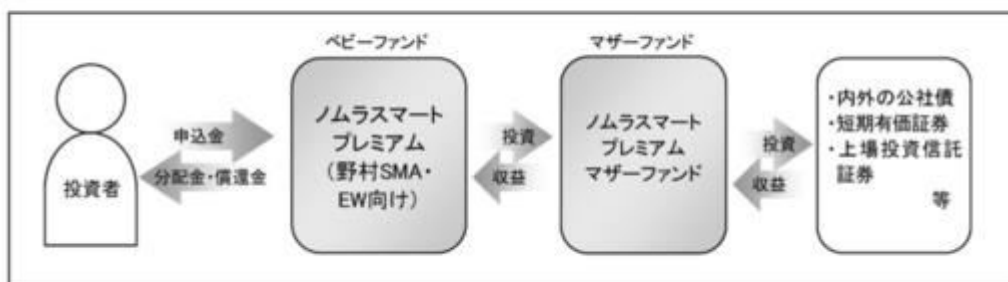 ベビーファンド
マザーファンド
投資者
申込金
分配金・償還金
ノムラスマート
プレミアム
(野村SMA・
EW向け)
投資
収益
ノムラスマート
プレミアム
マザーファンド
投資
収益
・内外の公社債
・短期有価証券
・上場投資信託
証券
等